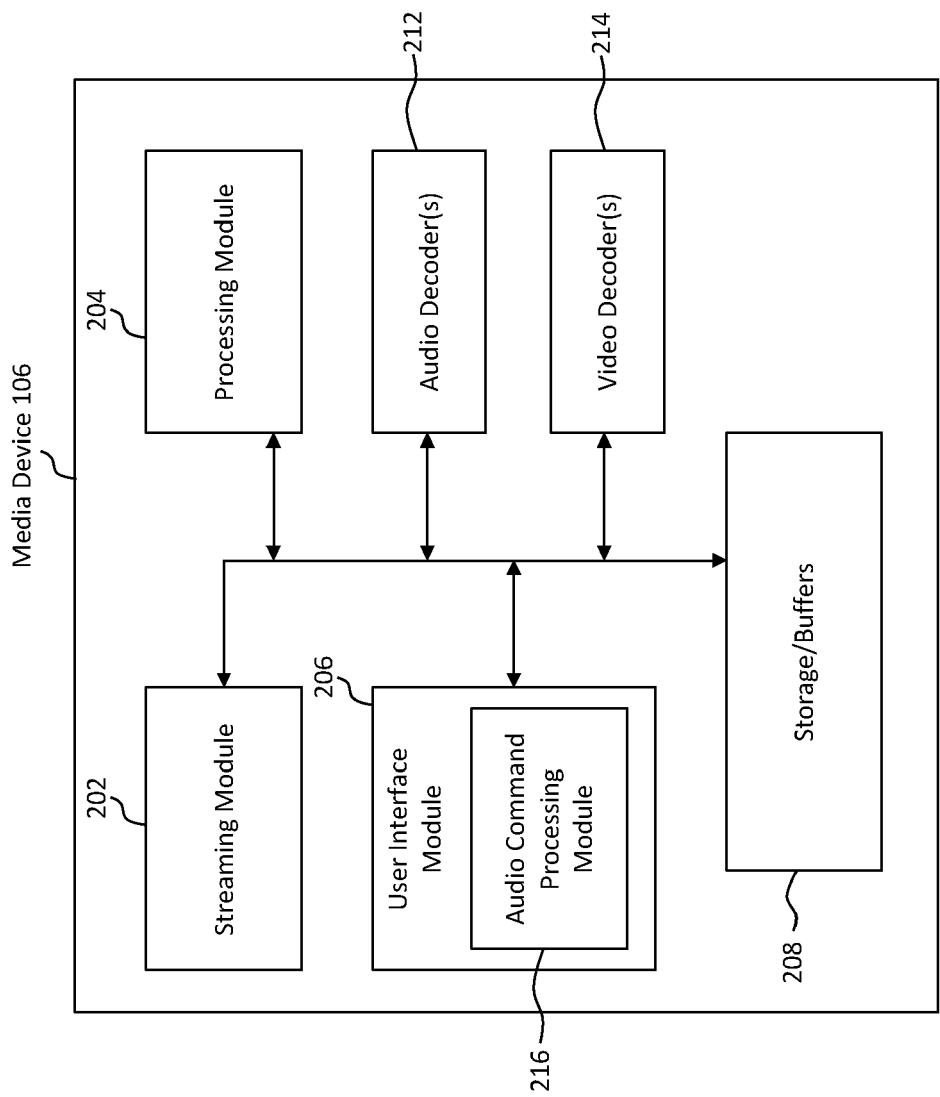 Media Device 106
202
Streaming Module
204
Processing Module
206
User Interface
Module
Audio Command
Processing
Module
216
212
Audio Decoder(s)
214
Video Decoder(s)
Storage/Buffers
208